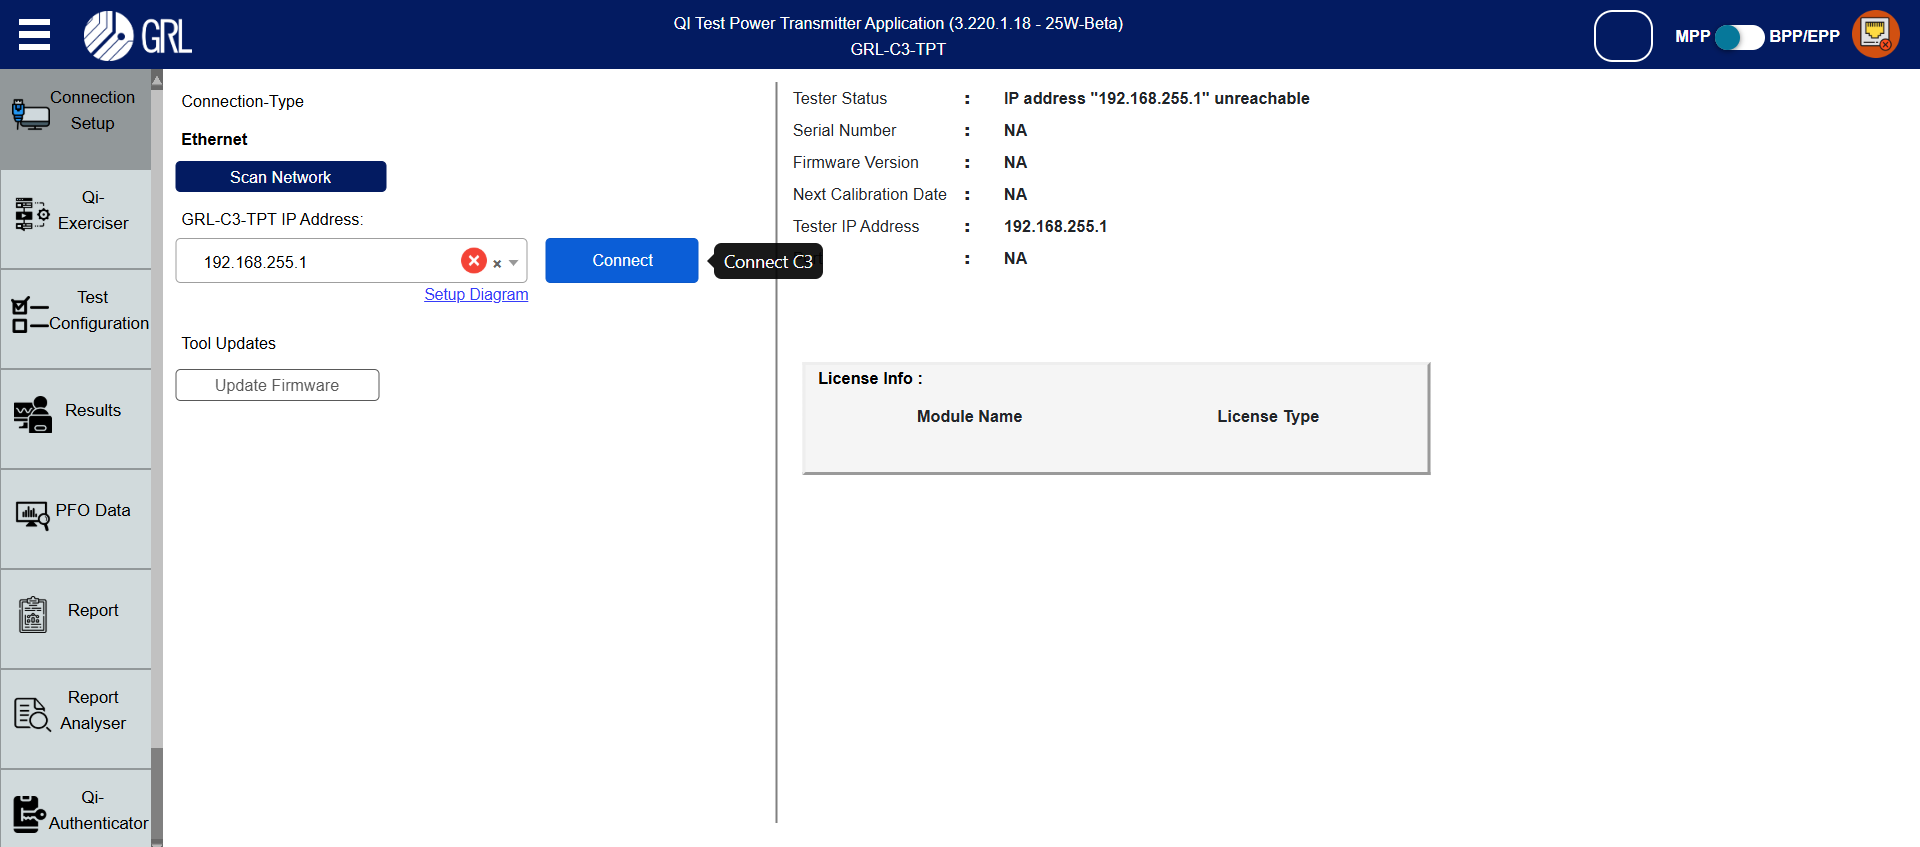 GRL
QI Test Power Transmitter Application (3.220.1.18 - 25W-Beta)
GRL-C3-TPT
MPP
BPP/EPP
Connection
Setup
Qi-
Exerciser
Test
Configuration
Results
PFO Data
Report
Report
Analyser
Qi-
Authenticator
Connection-Type
Ethernet
Scan Network
GRL-C3-TPT IP Address:
192.168.255.1
Connect
Connect C3
Setup Diagram
Tool Updates
Update Firmware
Tester Status : IP address "192.168.255.1" unreachable
Serial Number : NA
Firmware Version : NA
Next Calibration Date : NA
Tester IP Address : 192.168.255.1
: NA
License Info :
Module Name License Type